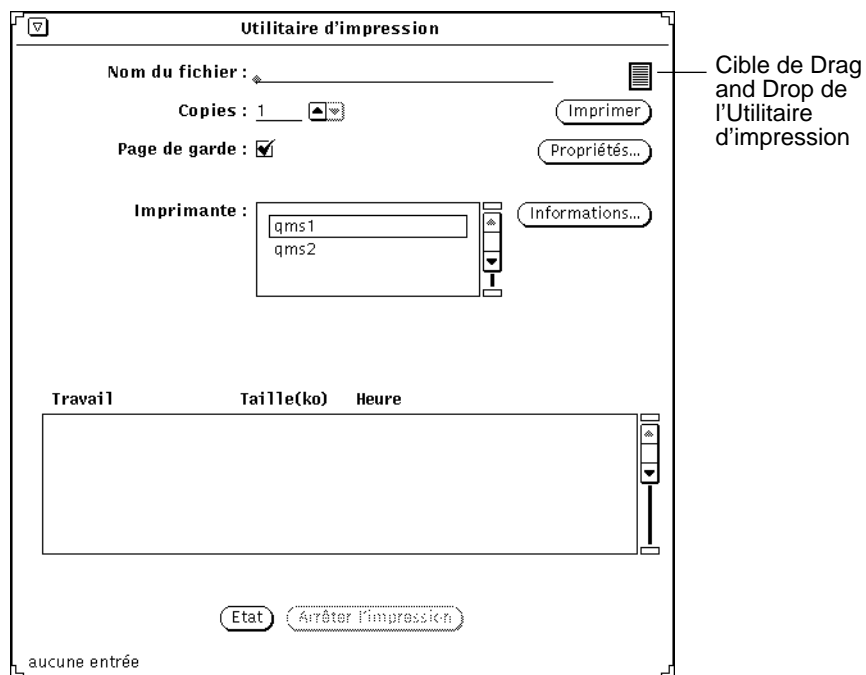 Utilitaire d'impression
Nom du fichier :
Copies : 1
Imprimer
Page de garde :
Propriétés...
Imprimante :
qms1
qms2
Informations...
Travail Taille(ko) Heure
Etat
Arrêter l'impression
aucune entrée
Cible de Drag
and Drop de
l'Utilitaire
d'impression